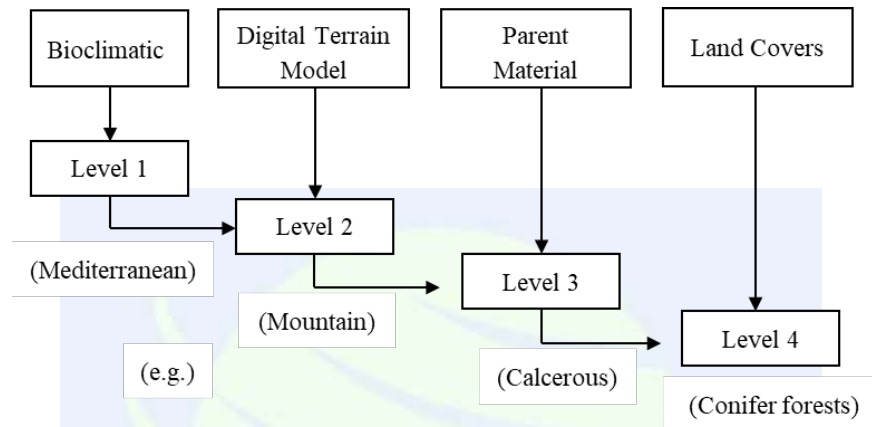 Bioclimatic
Digital Terrain
Model
Parent
Material
Land Covers
Level 1
Level 2
(Mediterranean)
Level 3
(Mountain)
Level 4
(e.g.)
(Calcerous)
(Conifer forests)